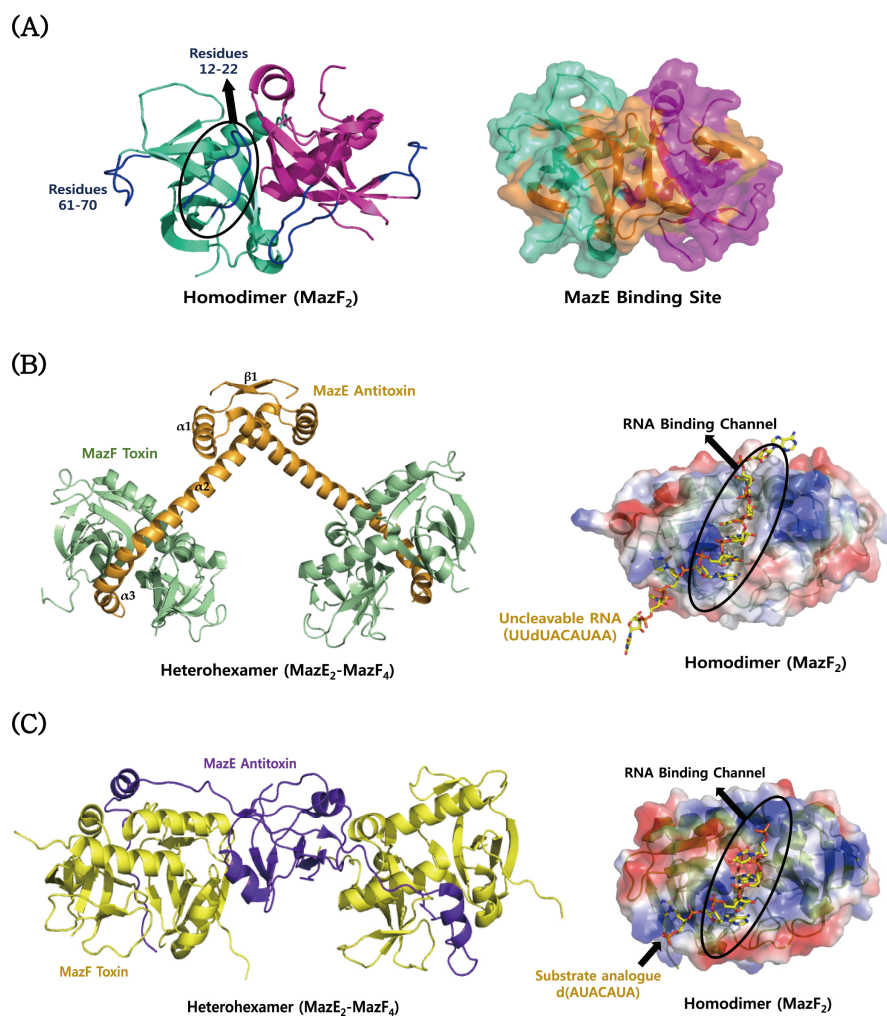 (A)
Residues
12-22
Residues
61-70
Homodimer (MazF2)
MazE Binding Site
(B)
β1
MazE Antitoxin
α1
MazF Toxin
α2
α3
Heterohexamer (MazE2-MazF4)
RNA Binding Channel
Uncleavable RNA
(UUdUACAUAA)
Homodimer (MazF2)
(C)
MazE Antitoxin
MazF Toxin
Heterohexamer (MazE2-MazF4)
RNA Binding Channel
Substrate analogue
d(AUACAUA)
Homodimer (MazF2)